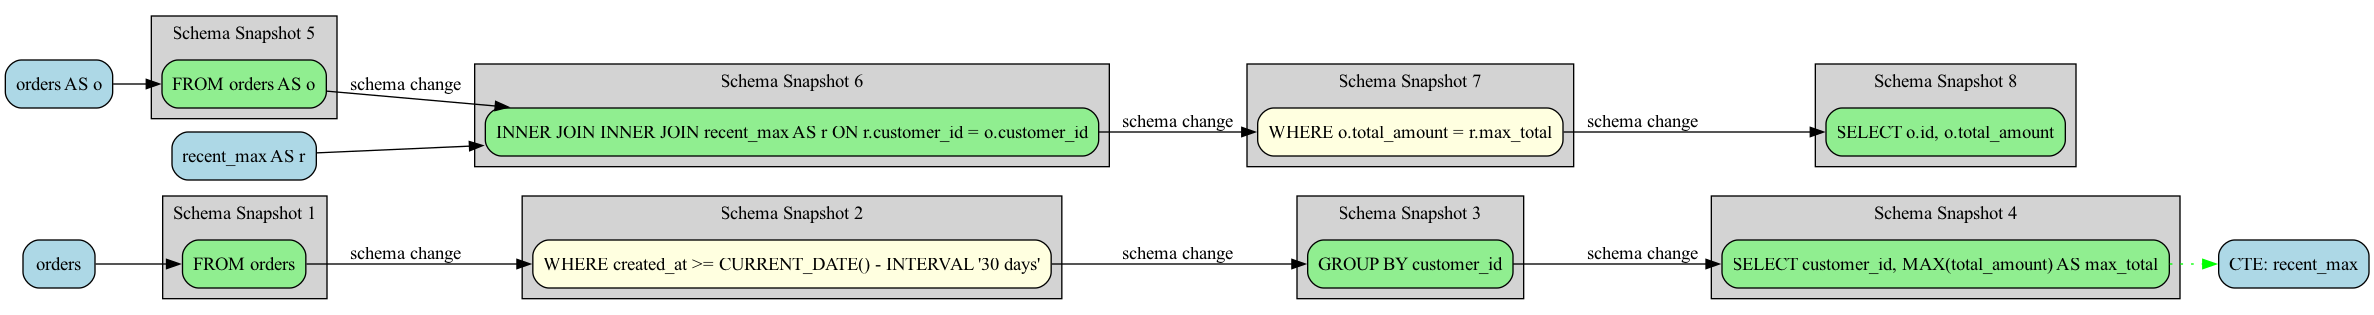 Schema Snapshot 5
orders AS o
FROM orders AS o
schema change
recent_max AS r
Schema Snapshot 6
INNER JOIN INNER JOIN recent_max AS r ON r.customer_id = o.customer_id
schema change
Schema Snapshot 7
WHERE o.total_amount = r.max_total
schema change
Schema Snapshot 8
SELECT o.id, o.total_amount
orders
Schema Snapshot 1
FROM orders
schema change
Schema Snapshot 2
WHERE created_at >= CURRENT_DATE() - INTERVAL '30 days'
schema change
Schema Snapshot 3
GROUP BY customer_id
schema change
Schema Snapshot 4
SELECT customer_id, MAX(total_amount) AS max_total
CTE: recent_max